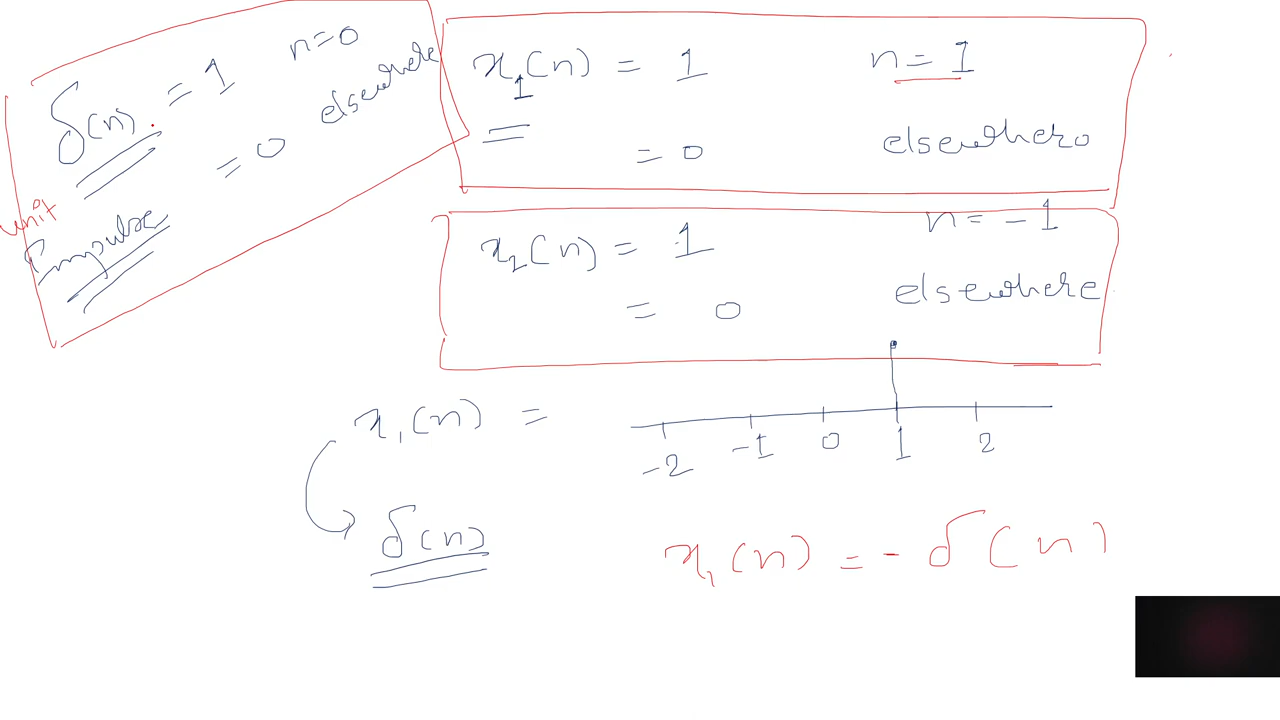 δ(n) = 1 n=0
= 0 elsewhere
unit
Impulse
x₁(n) = 1 n = 1
= 0 elsewhere
x₂(n) = 1 n = -1
= 0 elsewhere
x₁(n) =
-2 -1 0 1 2
δ(n)
x₁(n) = - δ(n)